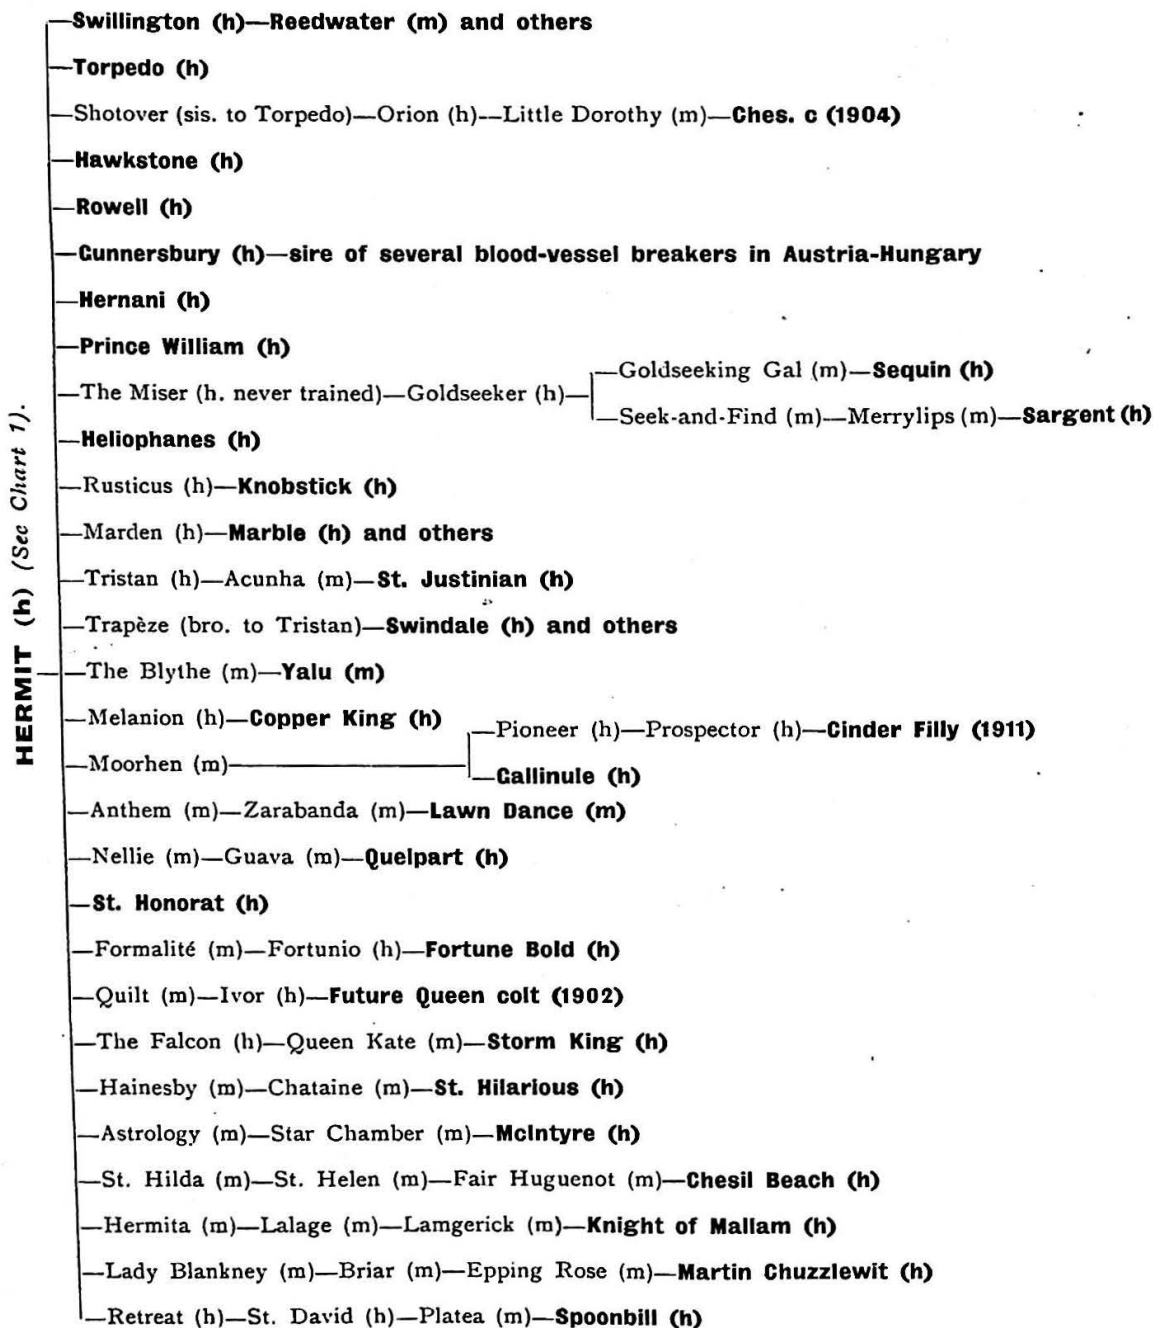 Swillington (h)—Reedwater (m) and others
—Torpedo (h)
—Shotover (sis. to Torpedo)—Orion (h)--Little Dorothy (m)—Ches. c (1904)
—Hawkstone (h)
—Rowell (h)
—Gunnersbury (h)—sire of several blood-vessel breakers in Austria-Hungary
—Hernani (h)
—Prince William (h)
—Goldseeking Gal (m)—Sequin (h)
—The Miser (h. never trained)—Goldseeker (h)—
—Seek-and-Find (m)—Merrylips (m)—Sargent (h)
—Heliophanes (h)
—Rusticus (h)—Knobstick (h)
—Marden (h)—Marble (h) and others
—Tristan (h)—Acunha (m)—St. Justinian (h)
—Trapèze (bro. to Tristan)—Swindale (h) and others
HERMIT (h) (See Chart 1).
—The Blythe (m)—Yalu (m)
—Melanion (h)—Copper King (h)
—Pioneer (h)—Prospector (h)—Cinder Filly (1911)
—Moorhen (m)—
—Gallinule (h)
—Anthem (m)—Zarabanda (m)—Lawn Dance (m)
—Nellie (m)—Guava (m)—Quelpart (h)
—St. Honorat (h)
—Formalité (m)—Fortunio (h)—Fortune Bold (h)
—Quilt (m)—Ivor (h)—Future Queen colt (1902)
—The Falcon (h)—Queen Kate (m)—Storm King (h)
—Hainesby (m)—Chataine (m)—St. Hilarious (h)
—Astrology (m)—Star Chamber (m)—McIntyre (h)
—St. Hilda (m)—St. Helen (m)—Fair Huguenot (m)—Chesil Beach (h)
—Hermita (m)—Lalage (m)—Lamgerick (m)—Knight of Mallam (h)
—Lady Blankney (m)—Briar (m)—Epping Rose (m)—Martin Chuzzlewit (h)
—Retreat (h)—St. David (h)—Platea (m)—Spoonbill (h)